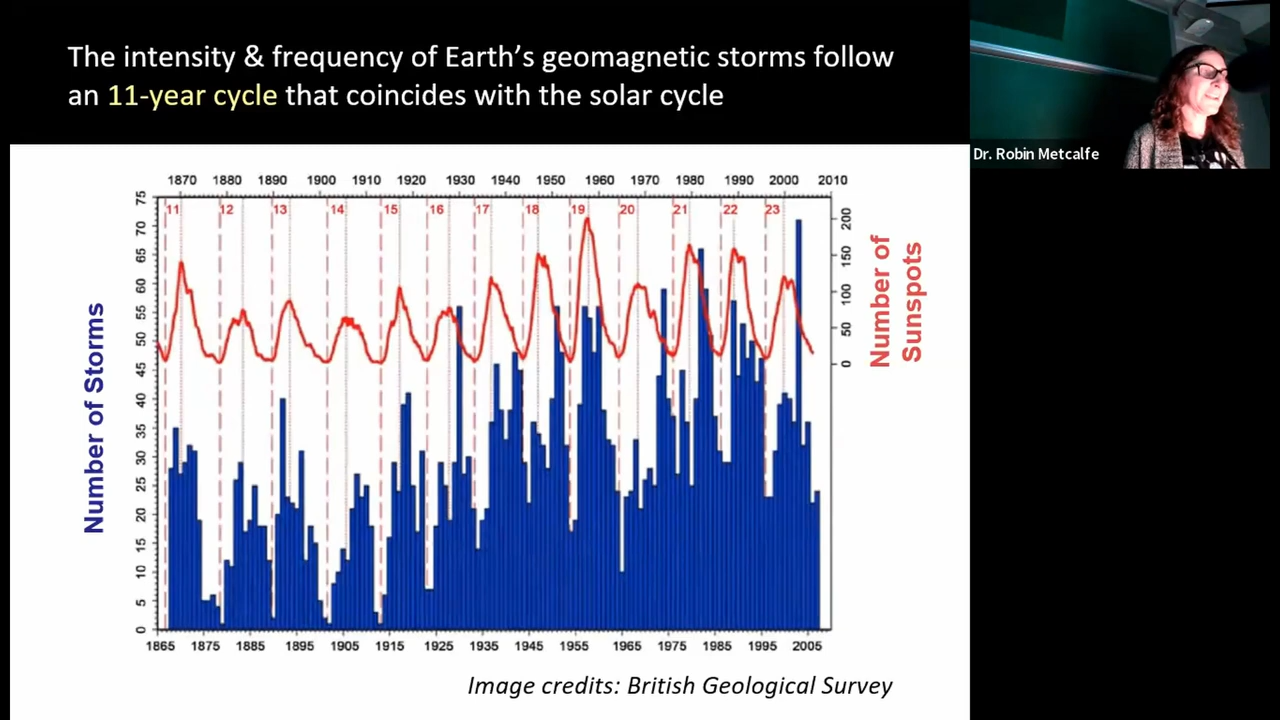 The intensity & frequency of Earth's geomagnetic storms follow
an 11-year cycle that coincides with the solar cycle
Dr. Robin Metcalfe
1870 1880 1890 1900 1910 1920 1930 1940 1950 1960 1970 1980 1990 2000 2010
11 12 13 14 15 16 17 18 19 20 21 22 23
75
70
65
60
55
50
45
40
35
30
25
20
15
10
5
0
200
150
100
50
0
Number of Storms
Number of
Sunspots
1865 1875 1885 1895 1905 1915 1925 1935 1945 1955 1965 1975 1985 1995 2005
Image credits: British Geological Survey